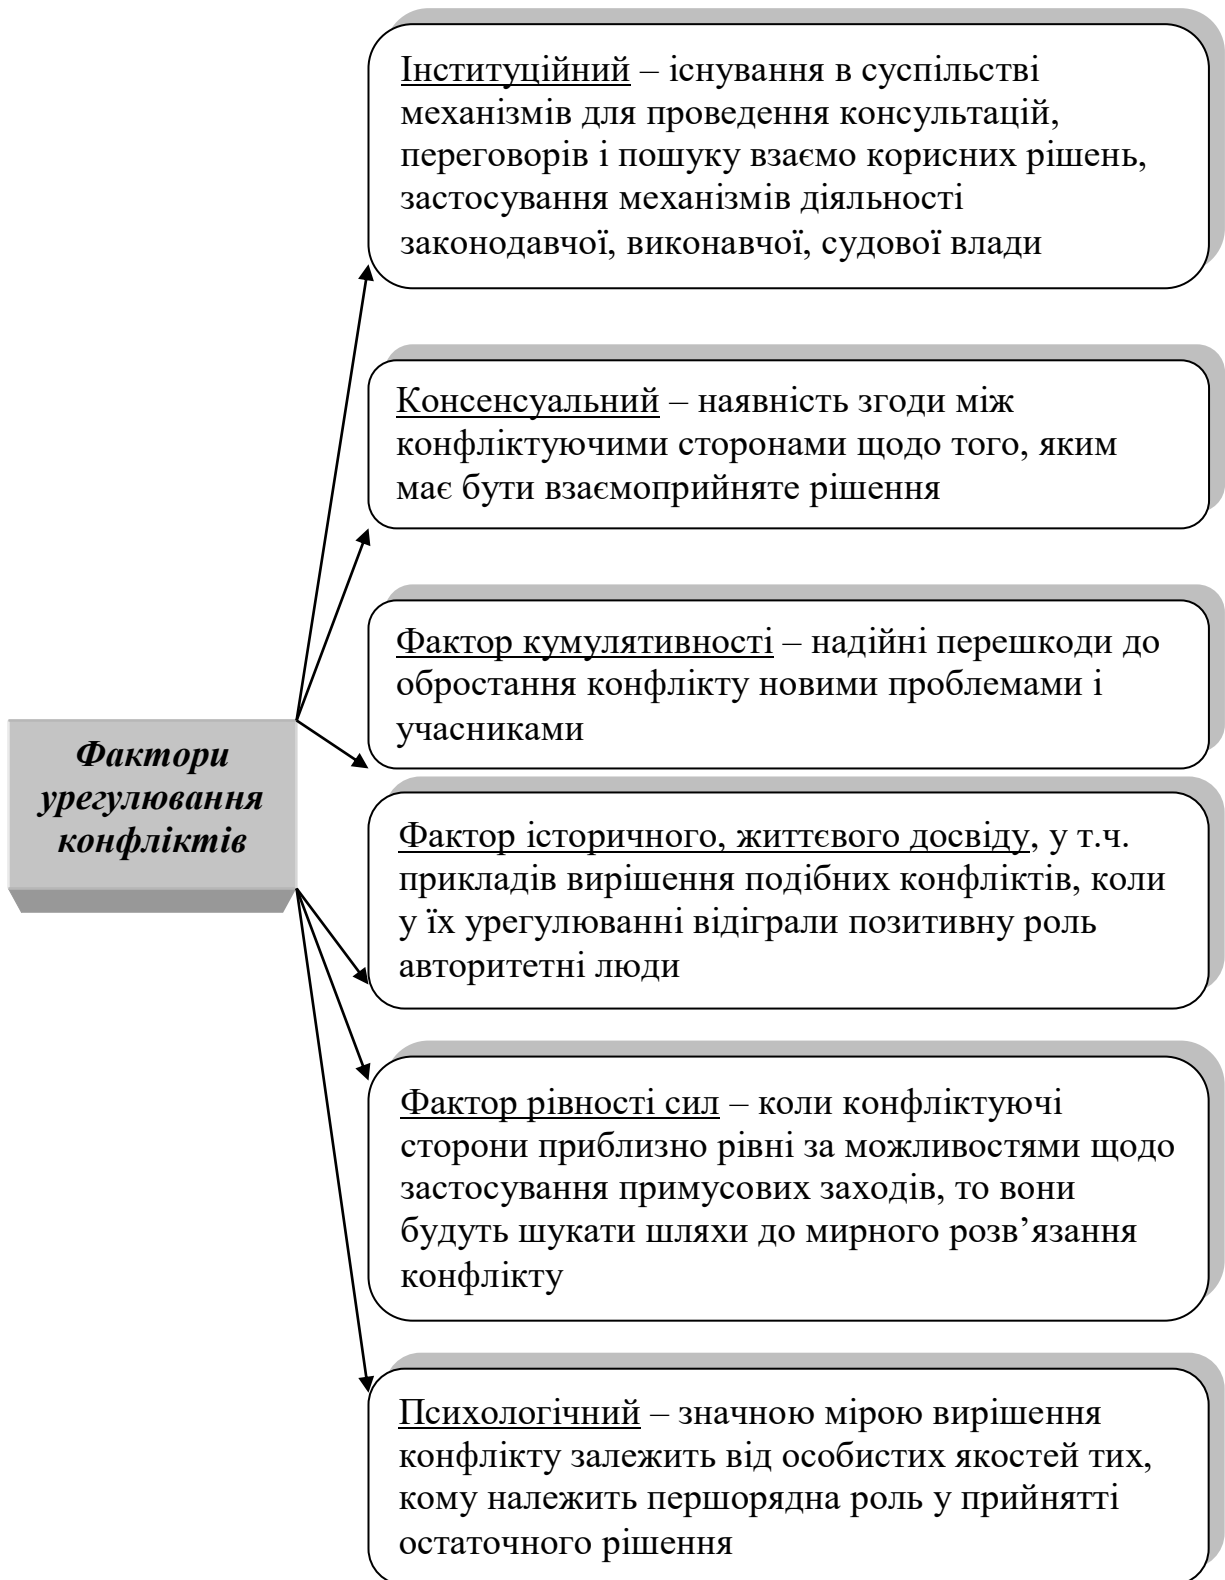 Інституційний – існування в суспільстві
механізмів для проведення консультацій,
переговорів і пошуку взаємо корисних рішень,
застосування механізмів діяльності
законодавчої, виконавчої, судової влади
Консенсуальний – наявність згоди між
конфліктуючими сторонами щодо того, яким
має бути взаємоприйняте рішення
Фактор кумулятивності – надійні перешкоди до
обростання конфлікту новими проблемами і
учасниками
Фактори
урегулювання
конфліктів
Фактор історичного, життєвого досвіду, у т.ч.
прикладів вирішення подібних конфліктів, коли
у їх урегулюванні відіграли позитивну роль
авторитетні люди
Фактор рівності сил – коли конфліктуючі
сторони приблизно рівні за можливостями щодо
застосування примусових заходів, то вони
будуть шукати шляхи до мирного розв’язання
конфлікту
Психологічний – значною мірою вирішення
конфлікту залежить від особистих якостей тих,
кому належить першорядна роль у прийнятті
остаточного рішення